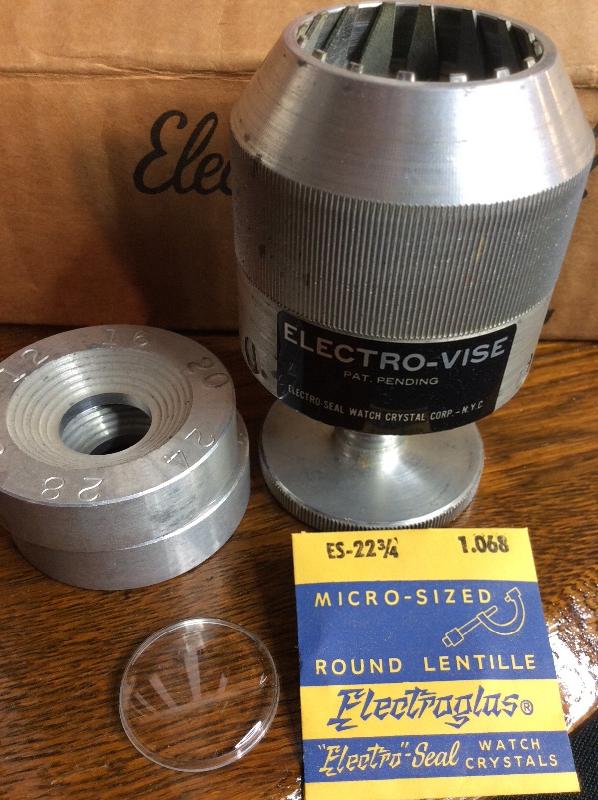 ELECTRO-VISE
PAT. PENDING
ELECTRO-SEAL WATCH CRYSTAL CORP. - N.Y.C
12 16 20 24 28
ES-22¾ 1.068
MICRO-SIZED
ROUND LENTILLE
Electroglas®
"Electro"-Seal WATCH CRYSTALS